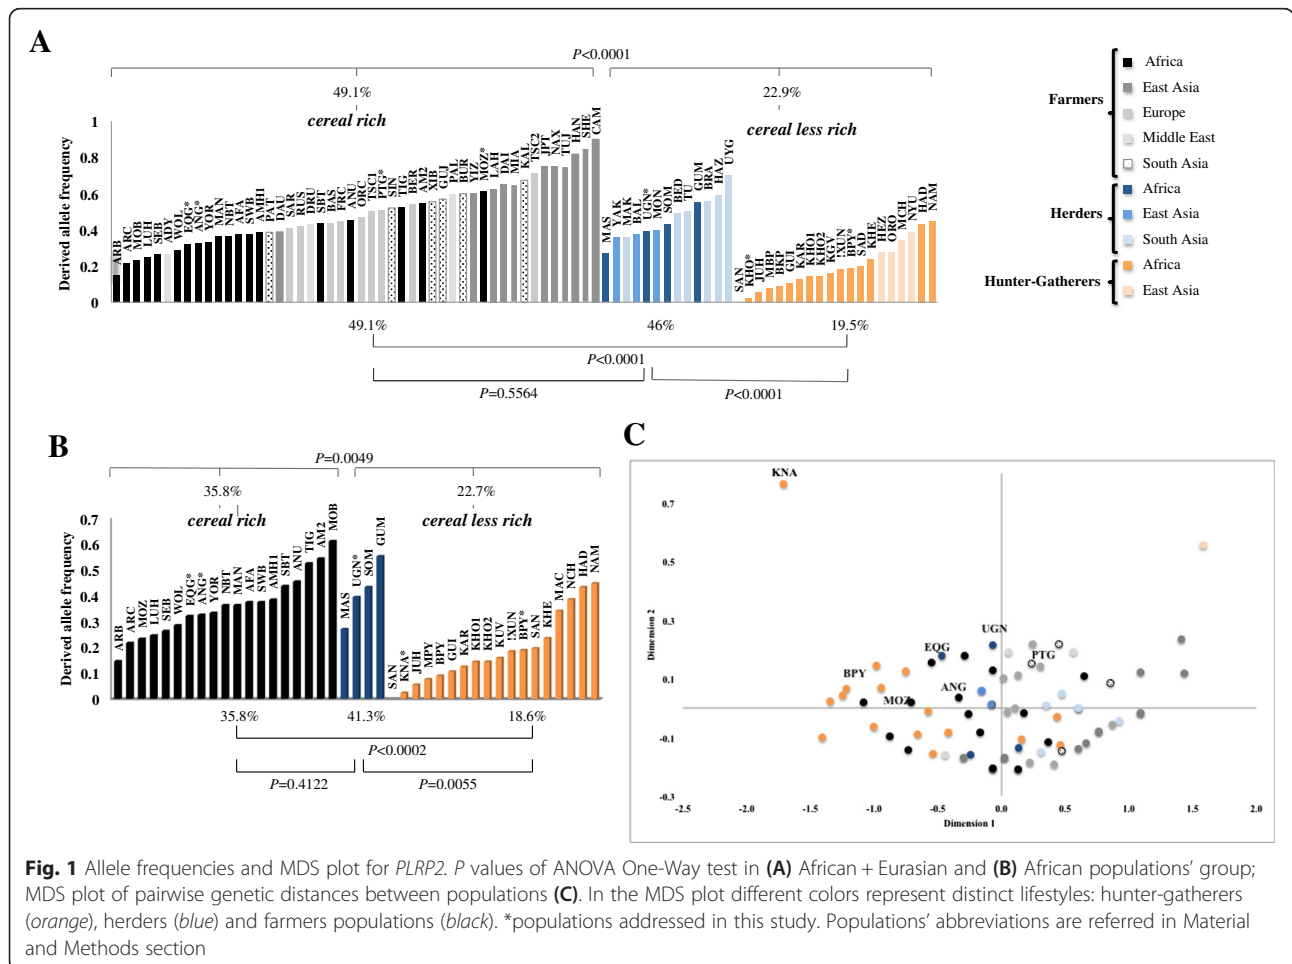 A
P<0.0001
49.1%
22.9%
cereal rich
cereal less rich
Derived allele frequency
1
0.8
0.6
0.4
0.2
0
ARB ARC MOB LUH SEB ADY WOL EQG* ANG* YOR MAN NBT AFA SWB AMH1 PAT DAU SAR RUS DRU SBT BAS FRC ANU ORC TSC1 PTG* SIN TIG BER AM2 XIB GUJ PAL BUR YIZ MOZ* LAH DAI MIA KAL TSC2 JPT NAX TUJ HAN SHE CAM
MAS YAK MAK BAL UGN* MON SOM BED TU GUM BRA HAZ UYG
SAN KHO* JUH MBP BKP GUI KAR KHO1 KHO2 KGV !XUN BPY* SAD KHE HEZ ORO MCH NYU HAD NAM
49.1%
46%
19.5%
P<0.0001
P=0.5564
P<0.0001
Farmers
Africa
East Asia
Europe
Middle East
South Asia
Herders
Africa
East Asia
South Asia
Hunter-Gatherers
Africa
East Asia
B
P=0.0049
35.8%
22.7%
cereal rich
cereal less rich
Derived allele frequency
0.7
0.6
0.5
0.4
0.3
0.2
0.1
0
ARB ARC MOZ LUH SEB WOL EQG* ANG* YOR NBT MAN AFA SWB AMH1 SBT ANU TIG AM2 MOB
MAS UGN* SOM GUM
SAN KNA* JUH MPY BPY GUI KAR KHO1 KHO2 KUV !XUN BPY* SAN KHE MAC NCH HAD NAM
35.8%
41.3%
18.6%
P<0.0002
P=0.4122
P=0.0055
C
KNA
UGN
EQG
PTG
BPY
ANG
MOZ
Dimension 2
0.7
0.5
0.3
0.1
-0.1
-0.3
-2.5 -2.0 -1.5 -1.0 -0.5 0.0 0.5 1.0 1.5 2.0
Dimension 1
Fig. 1 Allele frequencies and MDS plot for PLRP2. P values of ANOVA One-Way test in (A) African + Eurasian and (B) African populations’ group;
MDS plot of pairwise genetic distances between populations (C). In the MDS plot different colors represent distinct lifestyles: hunter-gatherers
(orange), herders (blue) and farmers populations (black). *populations addressed in this study. Populations’ abbreviations are referred in Material
and Methods section